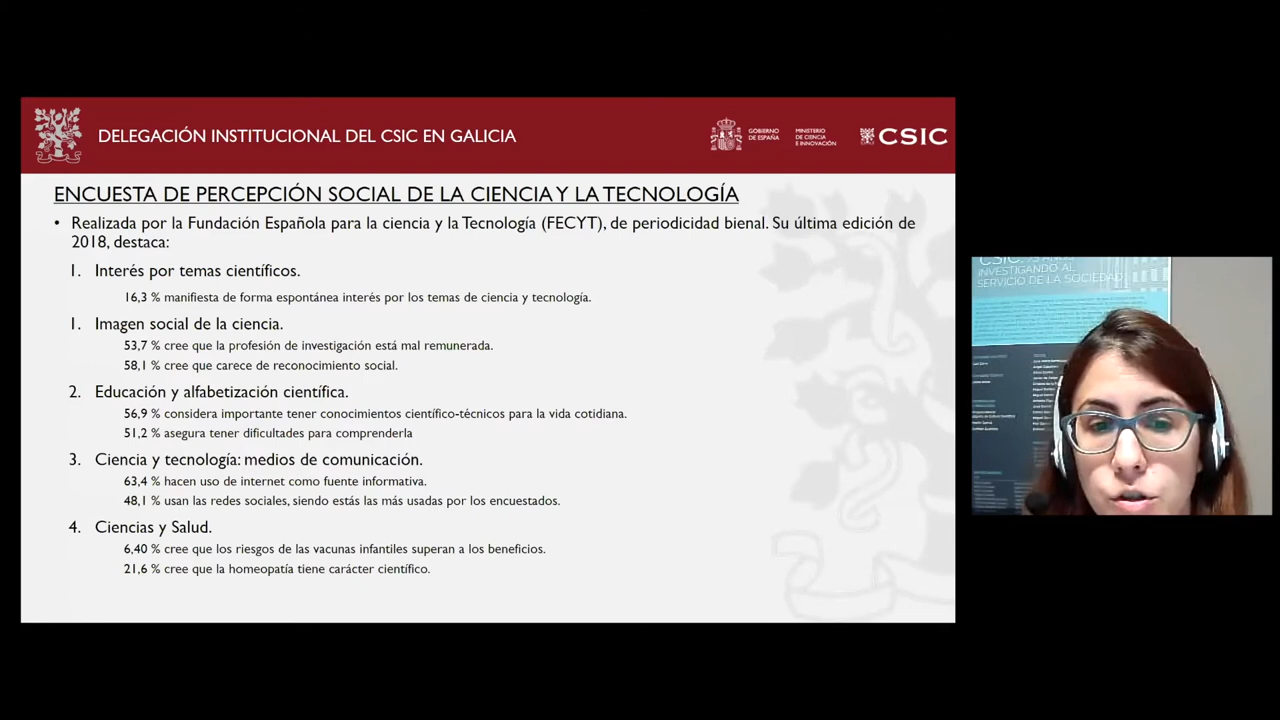 DELEGACIÓN INSTITUCIONAL DEL CSIC EN GALICIA
GOBIERNO
DE ESPAÑA
MINISTERIO
DE CIENCIA
E INNOVACIÓN
CSIC
ENCUESTA DE PERCEPCIÓN SOCIAL DE LA CIENCIA Y LA TECNOLOGÍA
• Realizada por la Fundación Española para la ciencia y la Tecnología (FECYT), de periodicidad bienal. Su última edición de
2018, destaca:
1. Interés por temas científicos.
16,3 % manifiesta de forma espontánea interés por los temas de ciencia y tecnología.
1. Imagen social de la ciencia.
53,7 % cree que la profesión de investigación está mal remunerada.
58,1 % cree que carece de reconocimiento social.
2. Educación y alfabetización científica.
56,9 % considera importante tener conocimientos científico-técnicos para la vida cotidiana.
51,2 % asegura tener dificultades para comprenderla
3. Ciencia y tecnología: medios de comunicación.
63,4 % hacen uso de internet como fuente informativa.
48,1 % usan las redes sociales, siendo estás las más usadas por los encuestados.
4. Ciencias y Salud.
6,40 % cree que los riesgos de las vacunas infantiles superan a los beneficios.
21,6 % cree que la homeopatía tiene carácter científico.
INVESTIGANDO AL
SERVICIO DE LA SOCIEDAD